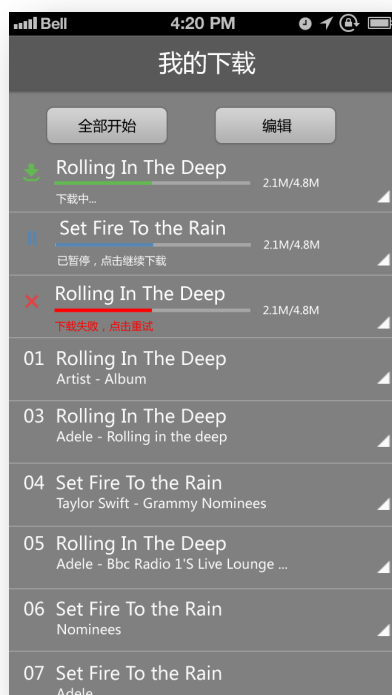 Bell 4:20 PM
我的下载
全部开始 编辑
Rolling In The Deep
2.1M/4.8M
下载中...
Set Fire To the Rain
2.1M/4.8M
已暂停，点击继续下载
Rolling In The Deep
2.1M/4.8M
下载失败，点击重试
01 Rolling In The Deep
Artist - Album
03 Rolling In The Deep
Adele - Rolling in the deep
04 Set Fire To the Rain
Taylor Swift - Grammy Nominees
05 Rolling In The Deep
Adele - Bbc Radio 1'S Live Lounge ...
06 Set Fire To the Rain
Nominees
07 Set Fire To the Rain
Adele